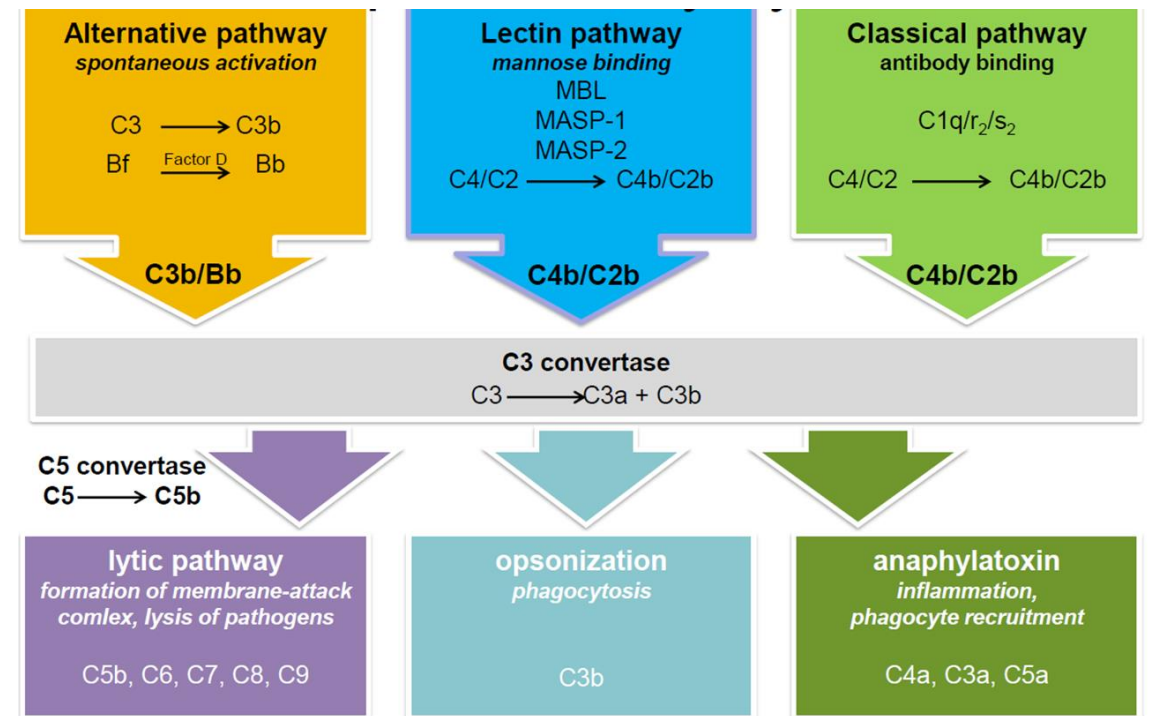 Alternative pathway
spontaneous activation
C3 → C3b
Bf Factor D → Bb
C3b/Bb
Lectin pathway
mannose binding
MBL
MASP-1
MASP-2
C4/C2 → C4b/C2b
C4b/C2b
Classical pathway
antibody binding
C1q/r₂/s₂
C4/C2 → C4b/C2b
C4b/C2b
C3 convertase
C3 → C3a + C3b
C5 convertase
C5 → C5b
lytic pathway
formation of membrane-attack
comlex, lysis of pathogens
C5b, C6, C7, C8, C9
opsonization
phagocytosis
C3b
anaphylatoxin
inflammation,
phagocyte recruitment
C4a, C3a, C5a